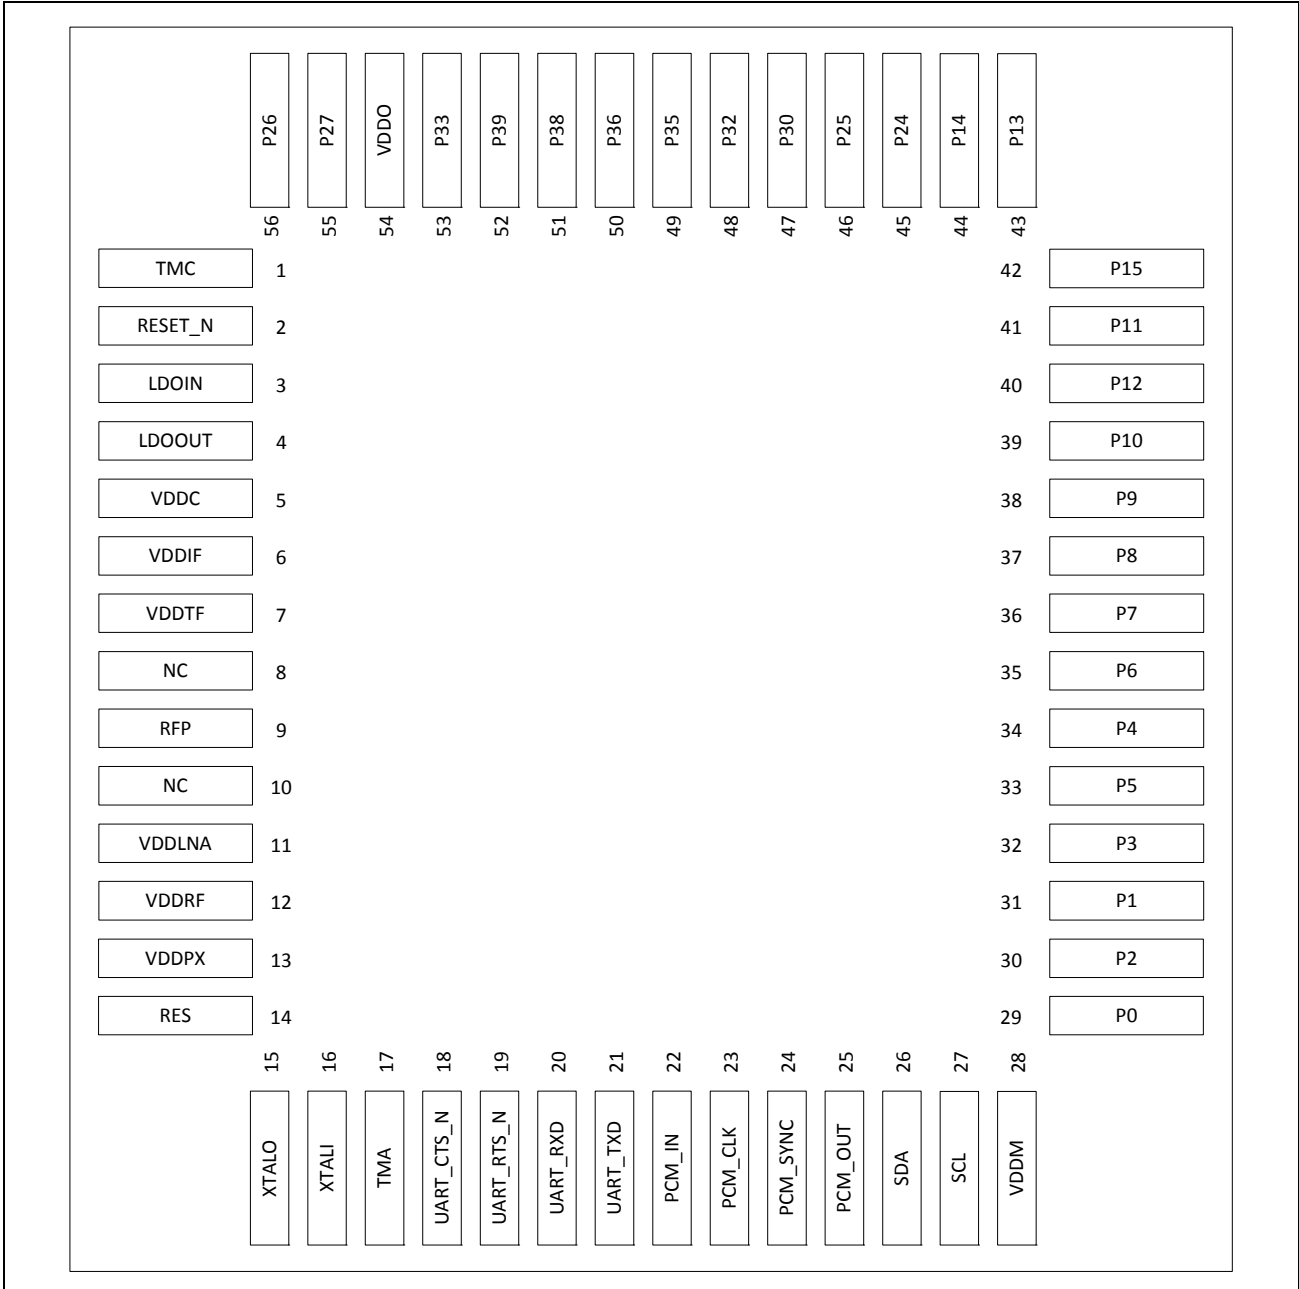 P26 P27 VDDO P33 P39 P38 P36 P35 P32 P30 P25 P24 P14 P13
56 55 54 53 52 51 50 49 48 47 46 45 44 43
TMC 1 42 P15
RESET_N 2 41 P11
LDOIN 3 40 P12
LDOOUT 4 39 P10
VDDC 5 38 P9
VDDIF 6 37 P8
VDDTF 7 36 P7
NC 8 35 P6
RFP 9 34 P4
NC 10 33 P5
VDDLNA 11 32 P3
VDDRF 12 31 P1
VDDPX 13 30 P2
RES 14 29 P0
15 16 17 18 19 20 21 22 23 24 25 26 27 28
XTALO XTALI TMA UART_CTS_N UART_RTS_N UART_RXD UART_TXD PCM_IN PCM_CLK PCM_SYNC PCM_OUT SDA SCL VDDM